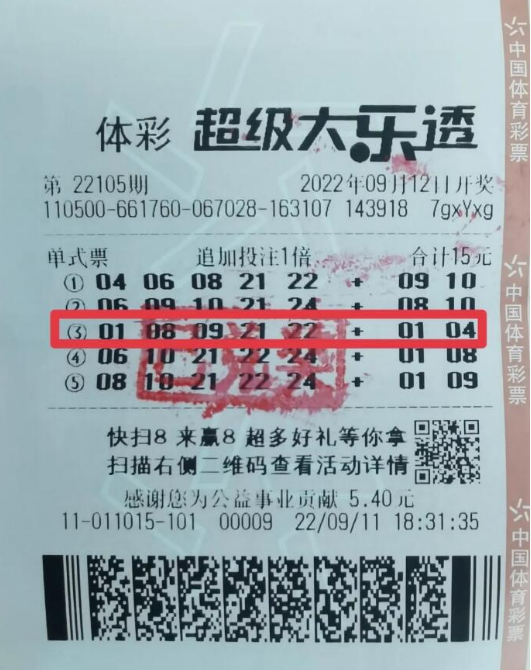 体彩 超级大乐透
第 22105期 2022年09月12日开奖
110500-661760-067028-163107 143918 7gxYxg
单式票 追加投注1倍 合计15元
① 04 06 08 21 22 + 09 10
② 06 09 10 21 24 + 08 10
③ 01 08 09 21 22 + 01 04
④ 06 10 21 22 24 + 01 08
⑤ 08 10 21 22 24 + 01 09
已兑奖
快扫8 来赢8 超多好礼等你拿
扫描右侧二维码查看活动详情
感谢您为公益事业贡献 5.40元
11-011015-101 00009 22/09/11 18:31:35
中国体育彩票
中国体育彩票
中国体育彩票